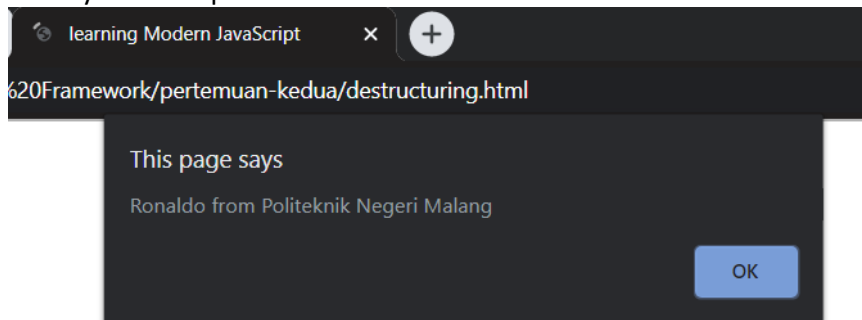 learning Modern JavaScript
%20Framework/pertemuan-kedua/destructuring.html
This page says
Ronaldo from Politeknik Negeri Malang
OK